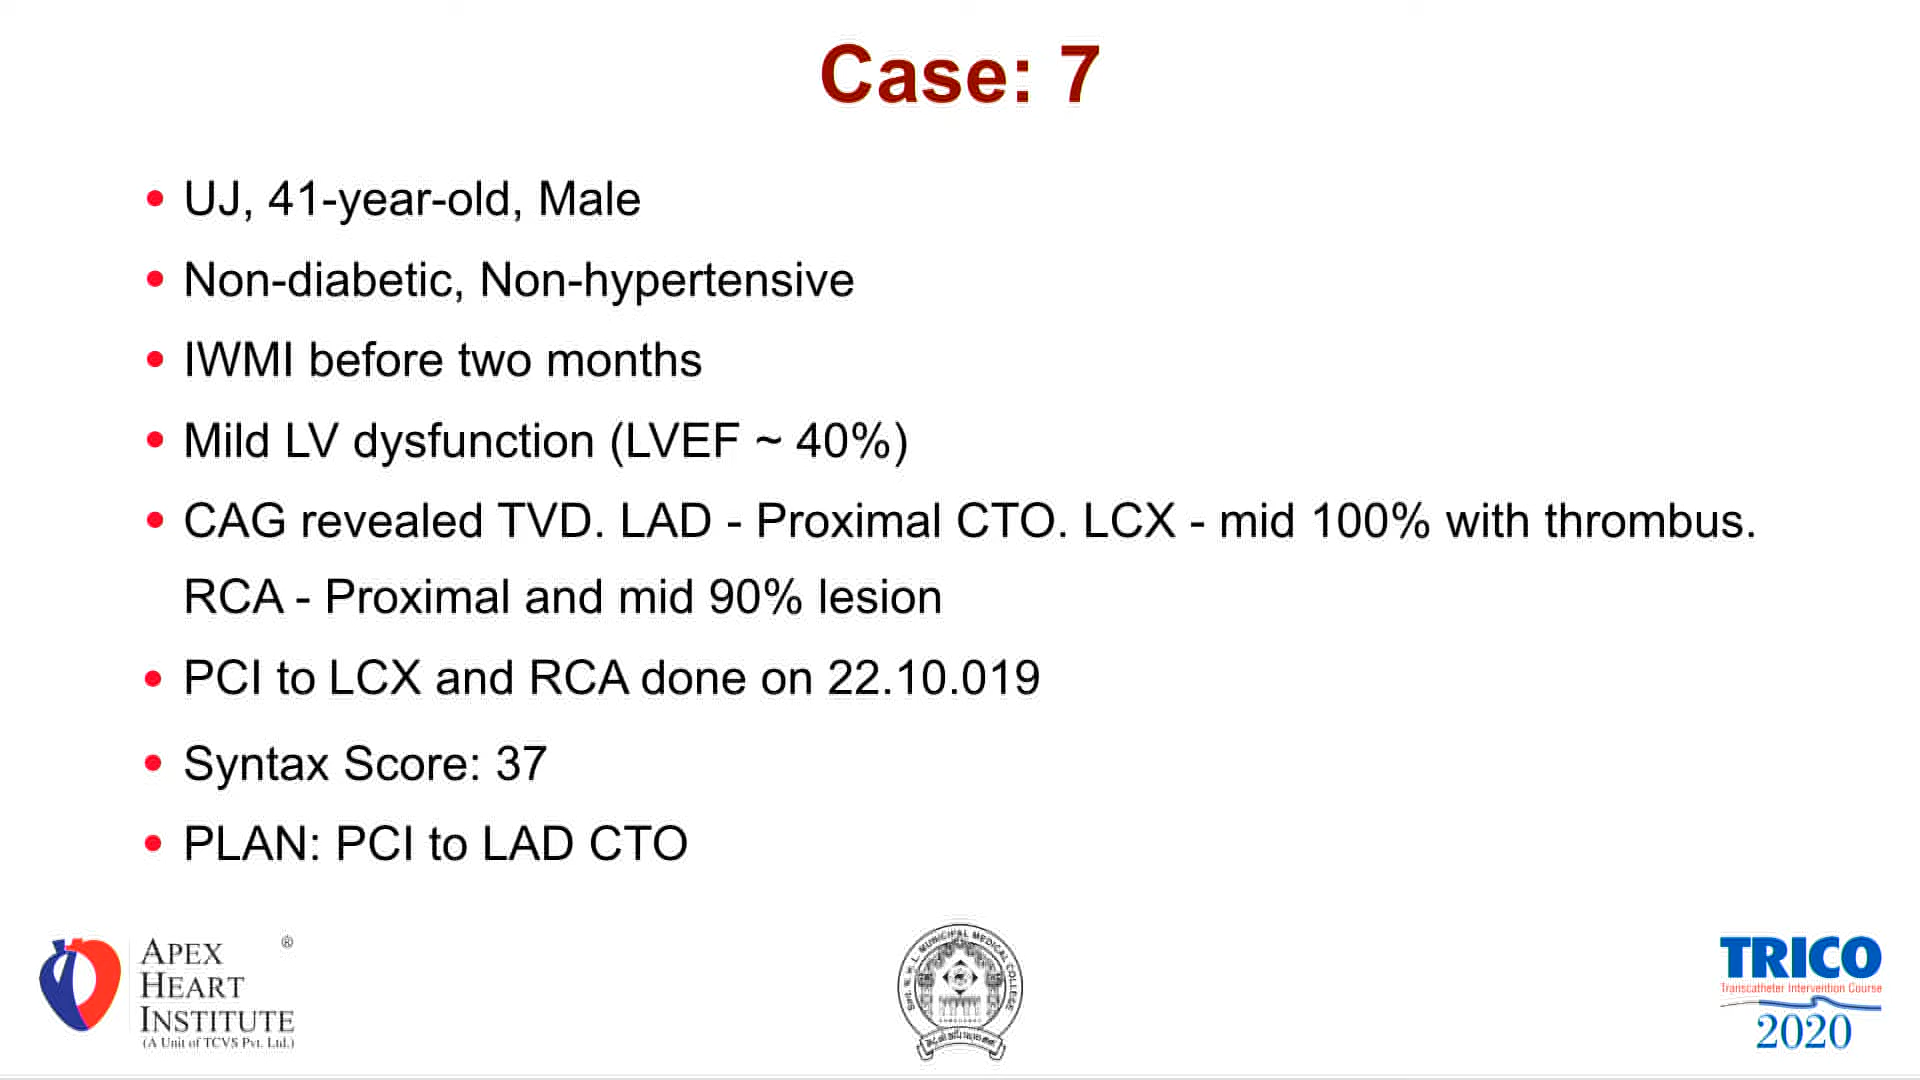 Case: 7
• UJ, 41-year-old, Male
• Non-diabetic, Non-hypertensive
• IWMI before two months
• Mild LV dysfunction (LVEF ~ 40%)
• CAG revealed TVD. LAD - Proximal CTO. LCX - mid 100% with thrombus.
RCA - Proximal and mid 90% lesion
• PCI to LCX and RCA done on 22.10.019
• Syntax Score: 37
• PLAN: PCI to LAD CTO
APEX ®
HEART
INSTITUTE
(A Unit of TCVS Pvt. Ltd.)
MUNICIPAL MEDICAL COLLEGE
TRICO
Transcatheter Intervention Course
2020